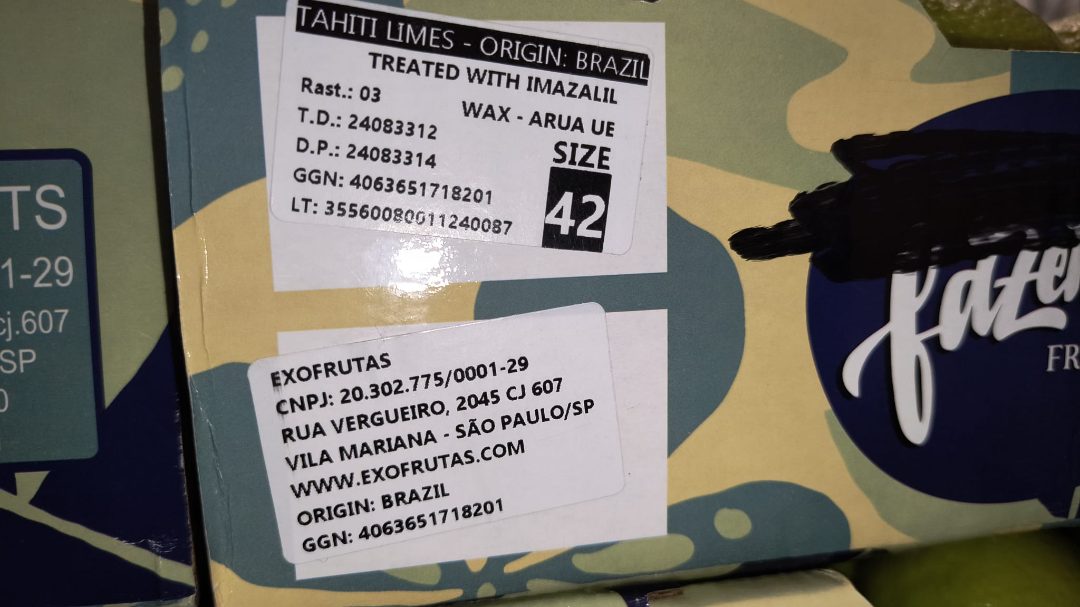 TAHITI LIMES - ORIGIN: BRAZIL
TREATED WITH IMAZALIL
WAX - ARUA UE
Rast.: 03
T.D.: 24083312
D.P.: 24083314
GGN: 4063651718201
LT: 35560080011240087
SIZE
42
EXOFRUTAS
CNPJ: 20.302.775/0001-29
RUA VERGUEIRO, 2045 CJ 607
VILA MARIANA - SÃO PAULO/SP
WWW.EXOFRUTAS.COM
ORIGIN: BRAZIL
GGN: 4063651718201
TS
1-29
cj.607
SP
0
fazen
FR